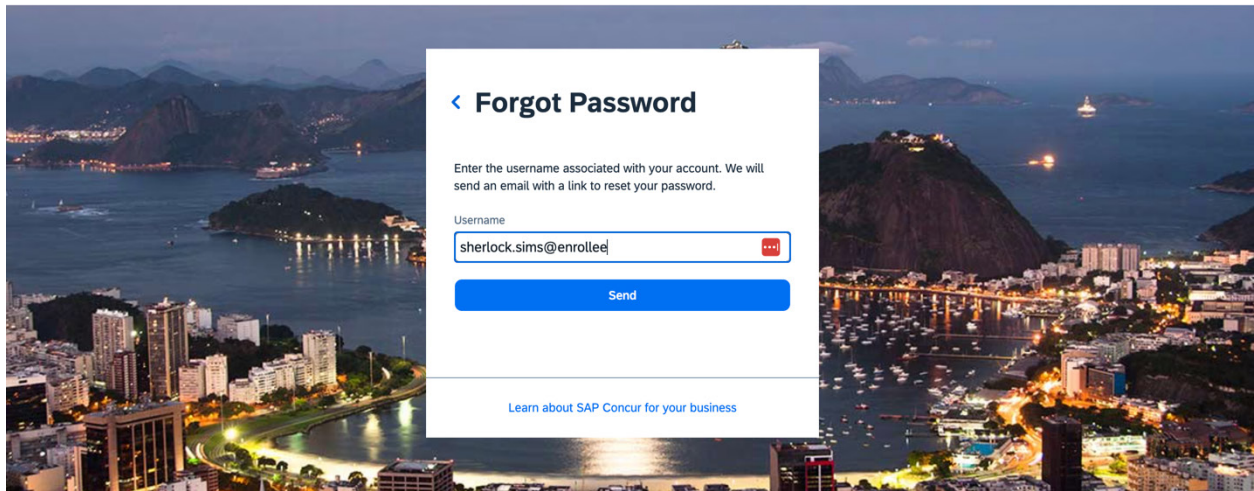 Forgot Password
Enter the username associated with your account. We will
send an email with a link to reset your password.
Username
sherlock.sims@enrollee
Send
Learn about SAP Concur for your business